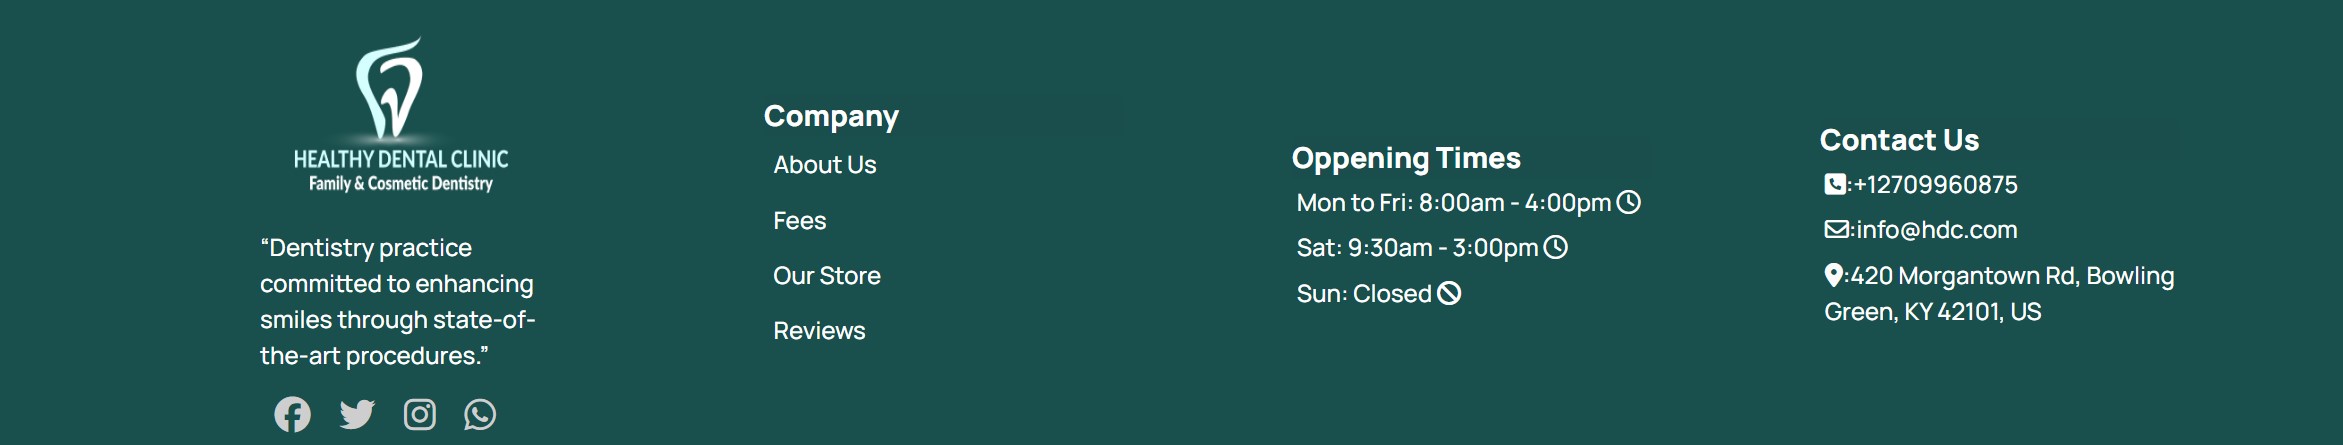 HEALTHY DENTAL CLINIC
Family & Cosmetic Dentistry
“Dentistry practice
committed to enhancing
smiles through state-of-
the-art procedures.”
Company
About Us
Fees
Our Store
Reviews
Oppening Times
Mon to Fri: 8:00am - 4:00pm
Sat: 9:30am - 3:00pm
Sun: Closed
Contact Us
:+12709960875
:info@hdc.com
:420 Morgantown Rd, Bowling
Green, KY 42101, US